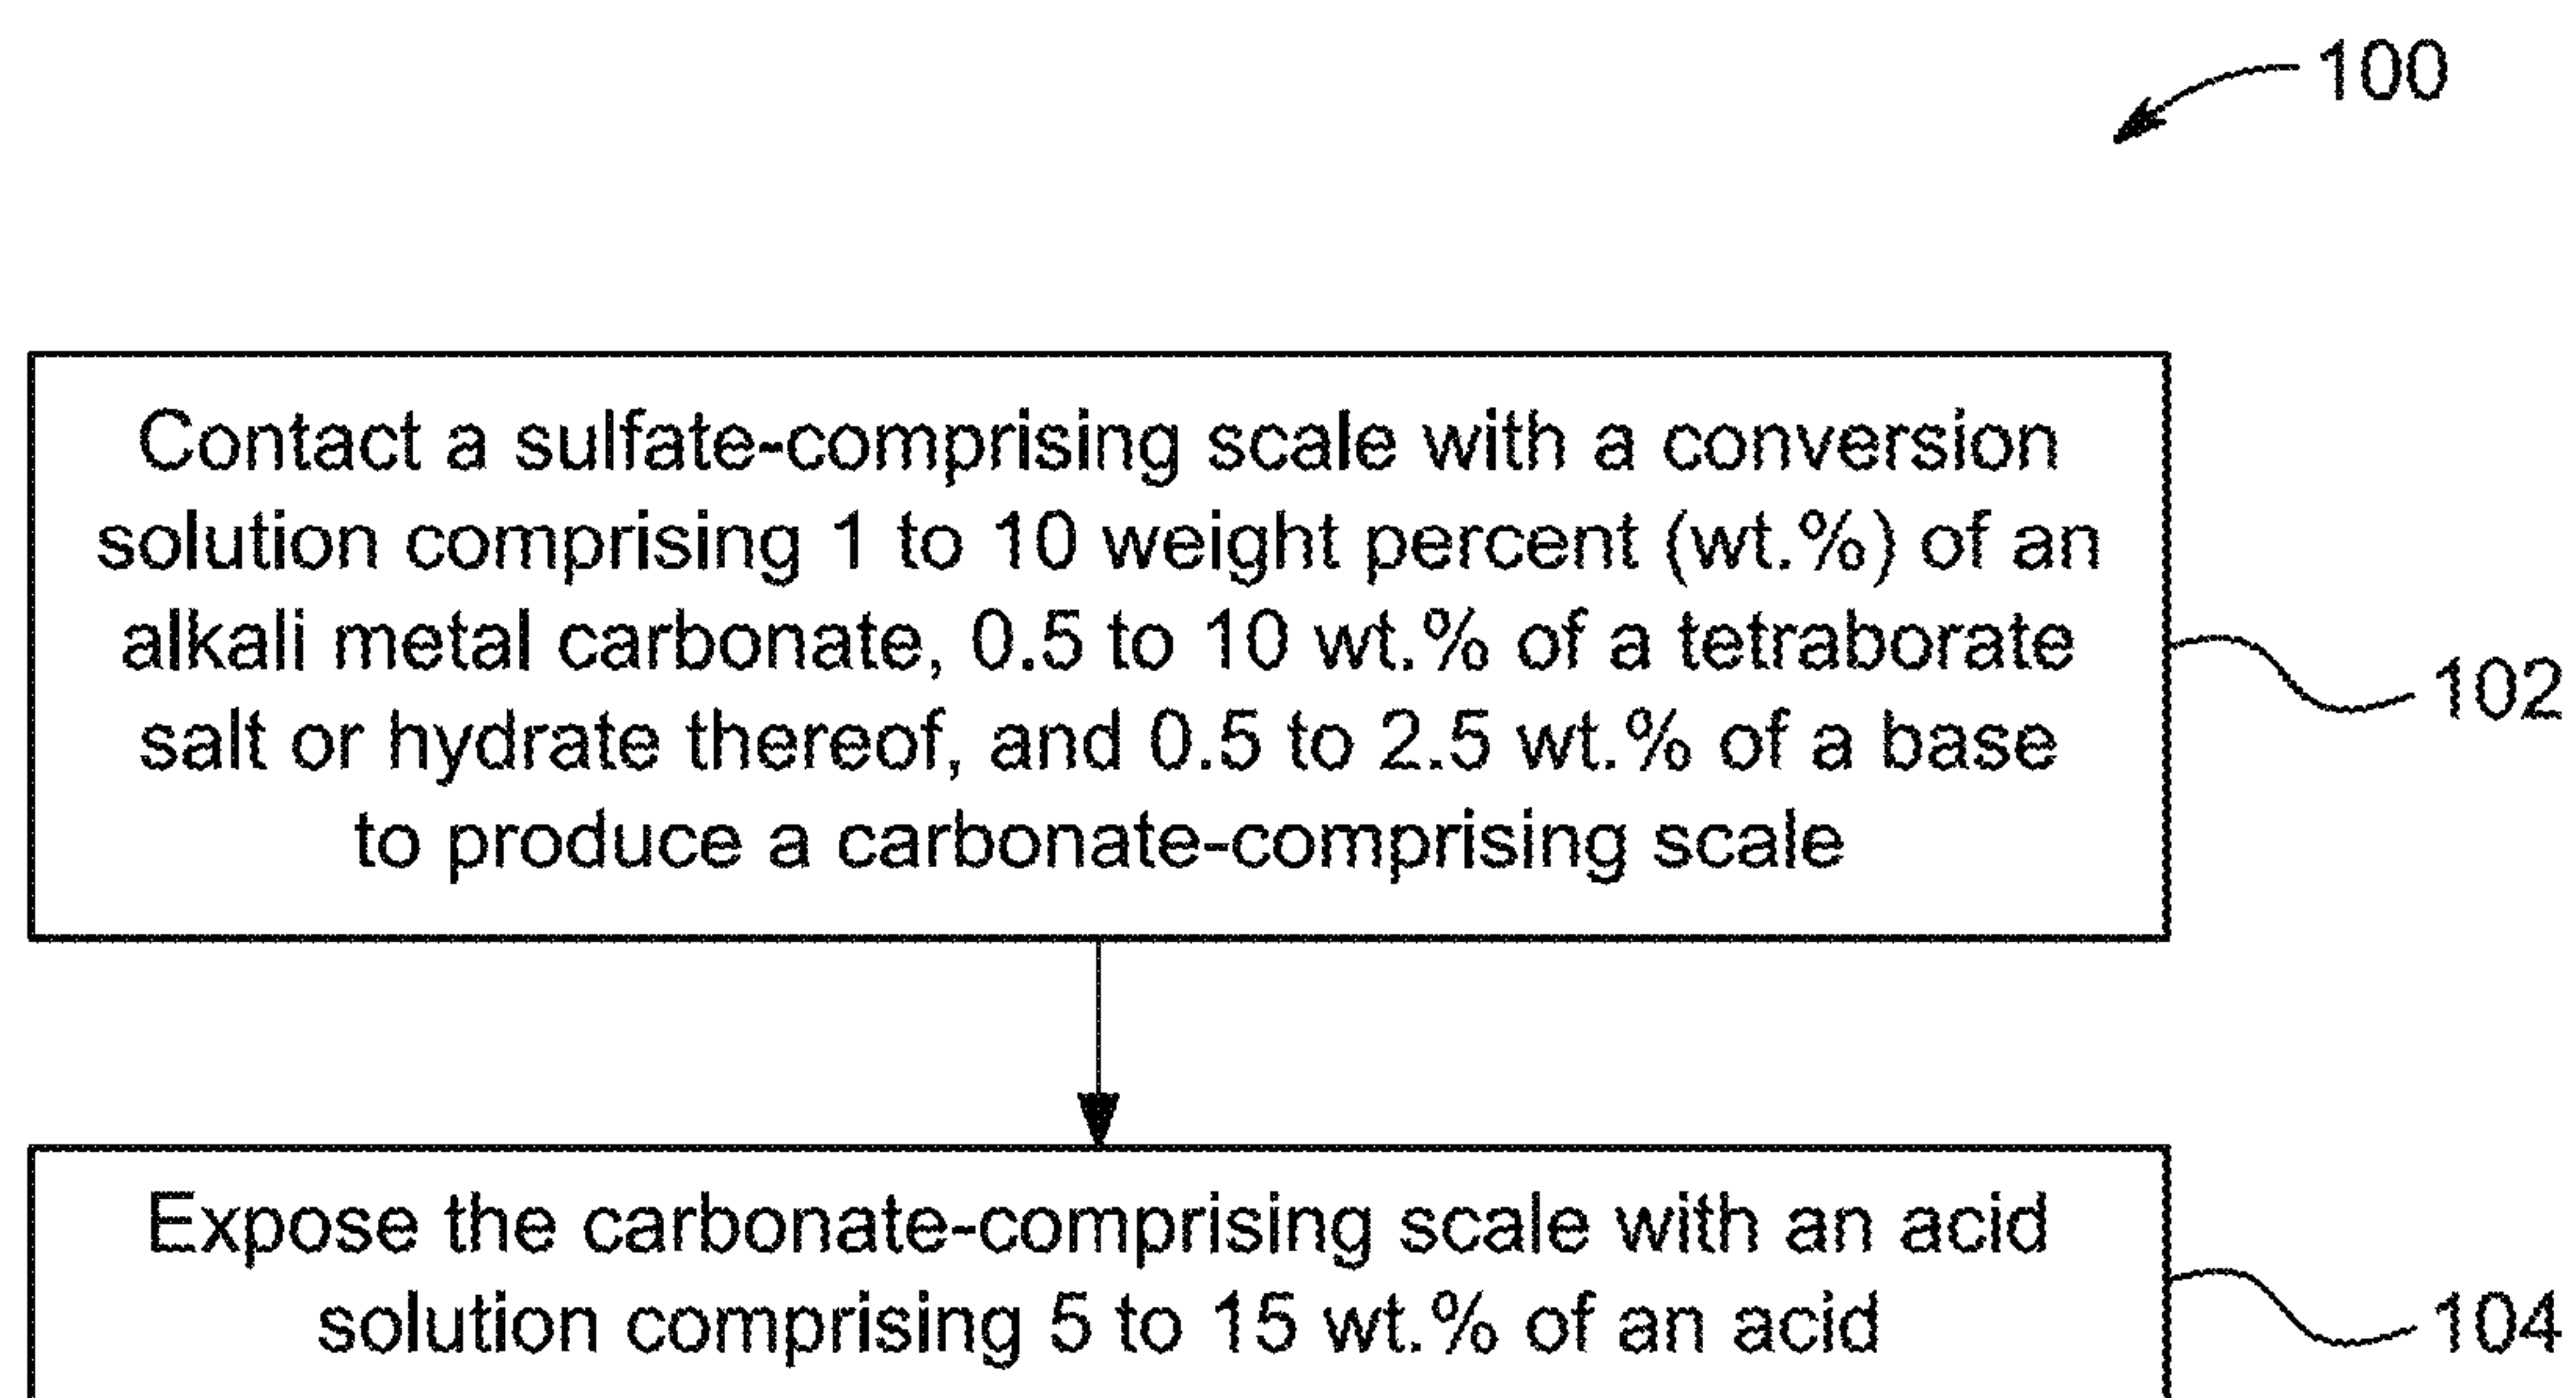 100
Contact a sulfate-comprising scale with a conversion
solution comprising 1 to 10 weight percent (wt.%) of an
alkali metal carbonate, 0.5 to 10 wt.% of a tetraborate
salt or hydrate thereof, and 0.5 to 2.5 wt.% of a base
to produce a carbonate-comprising scale
102
Expose the carbonate-comprising scale with an acid
solution comprising 5 to 15 wt.% of an acid
104